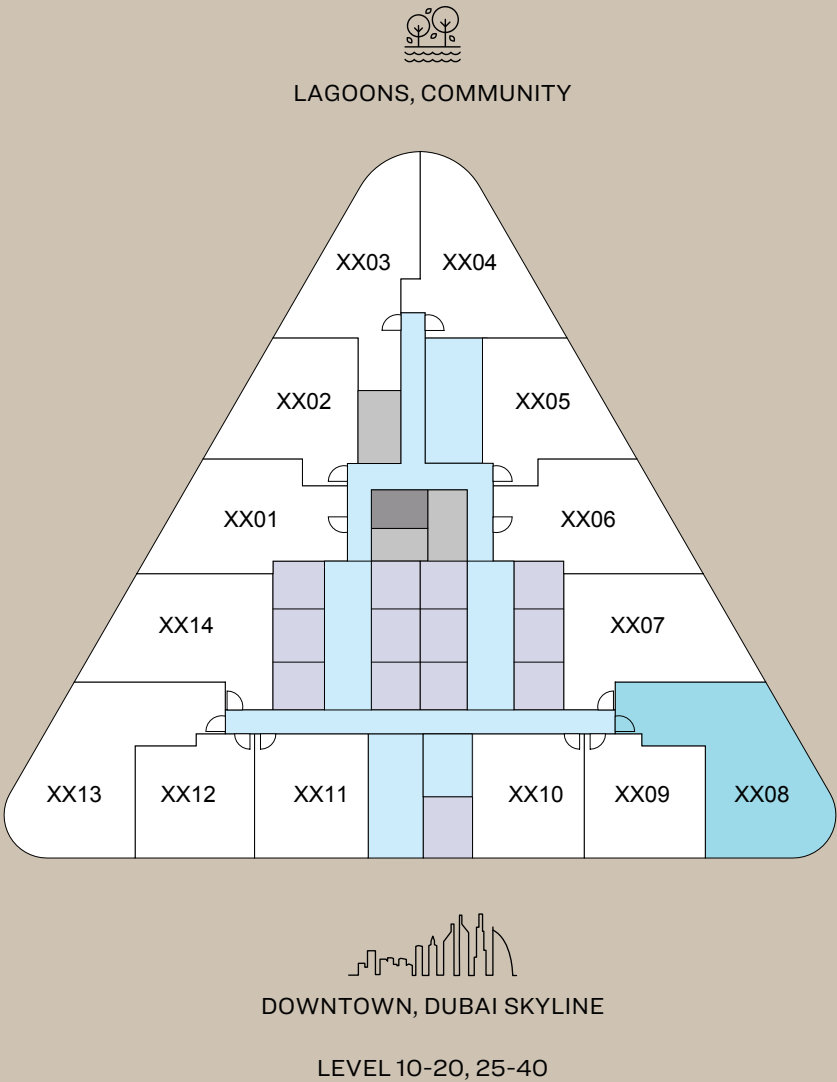 LAGOONS, COMMUNITY
XX03
XX04
XX02
XX05
XX01
XX06
XX14
XX07
XX13
XX12
XX11
XX10
XX09
XX08
DOWNTOWN, DUBAI SKYLINE
LEVEL 10-20, 25-40